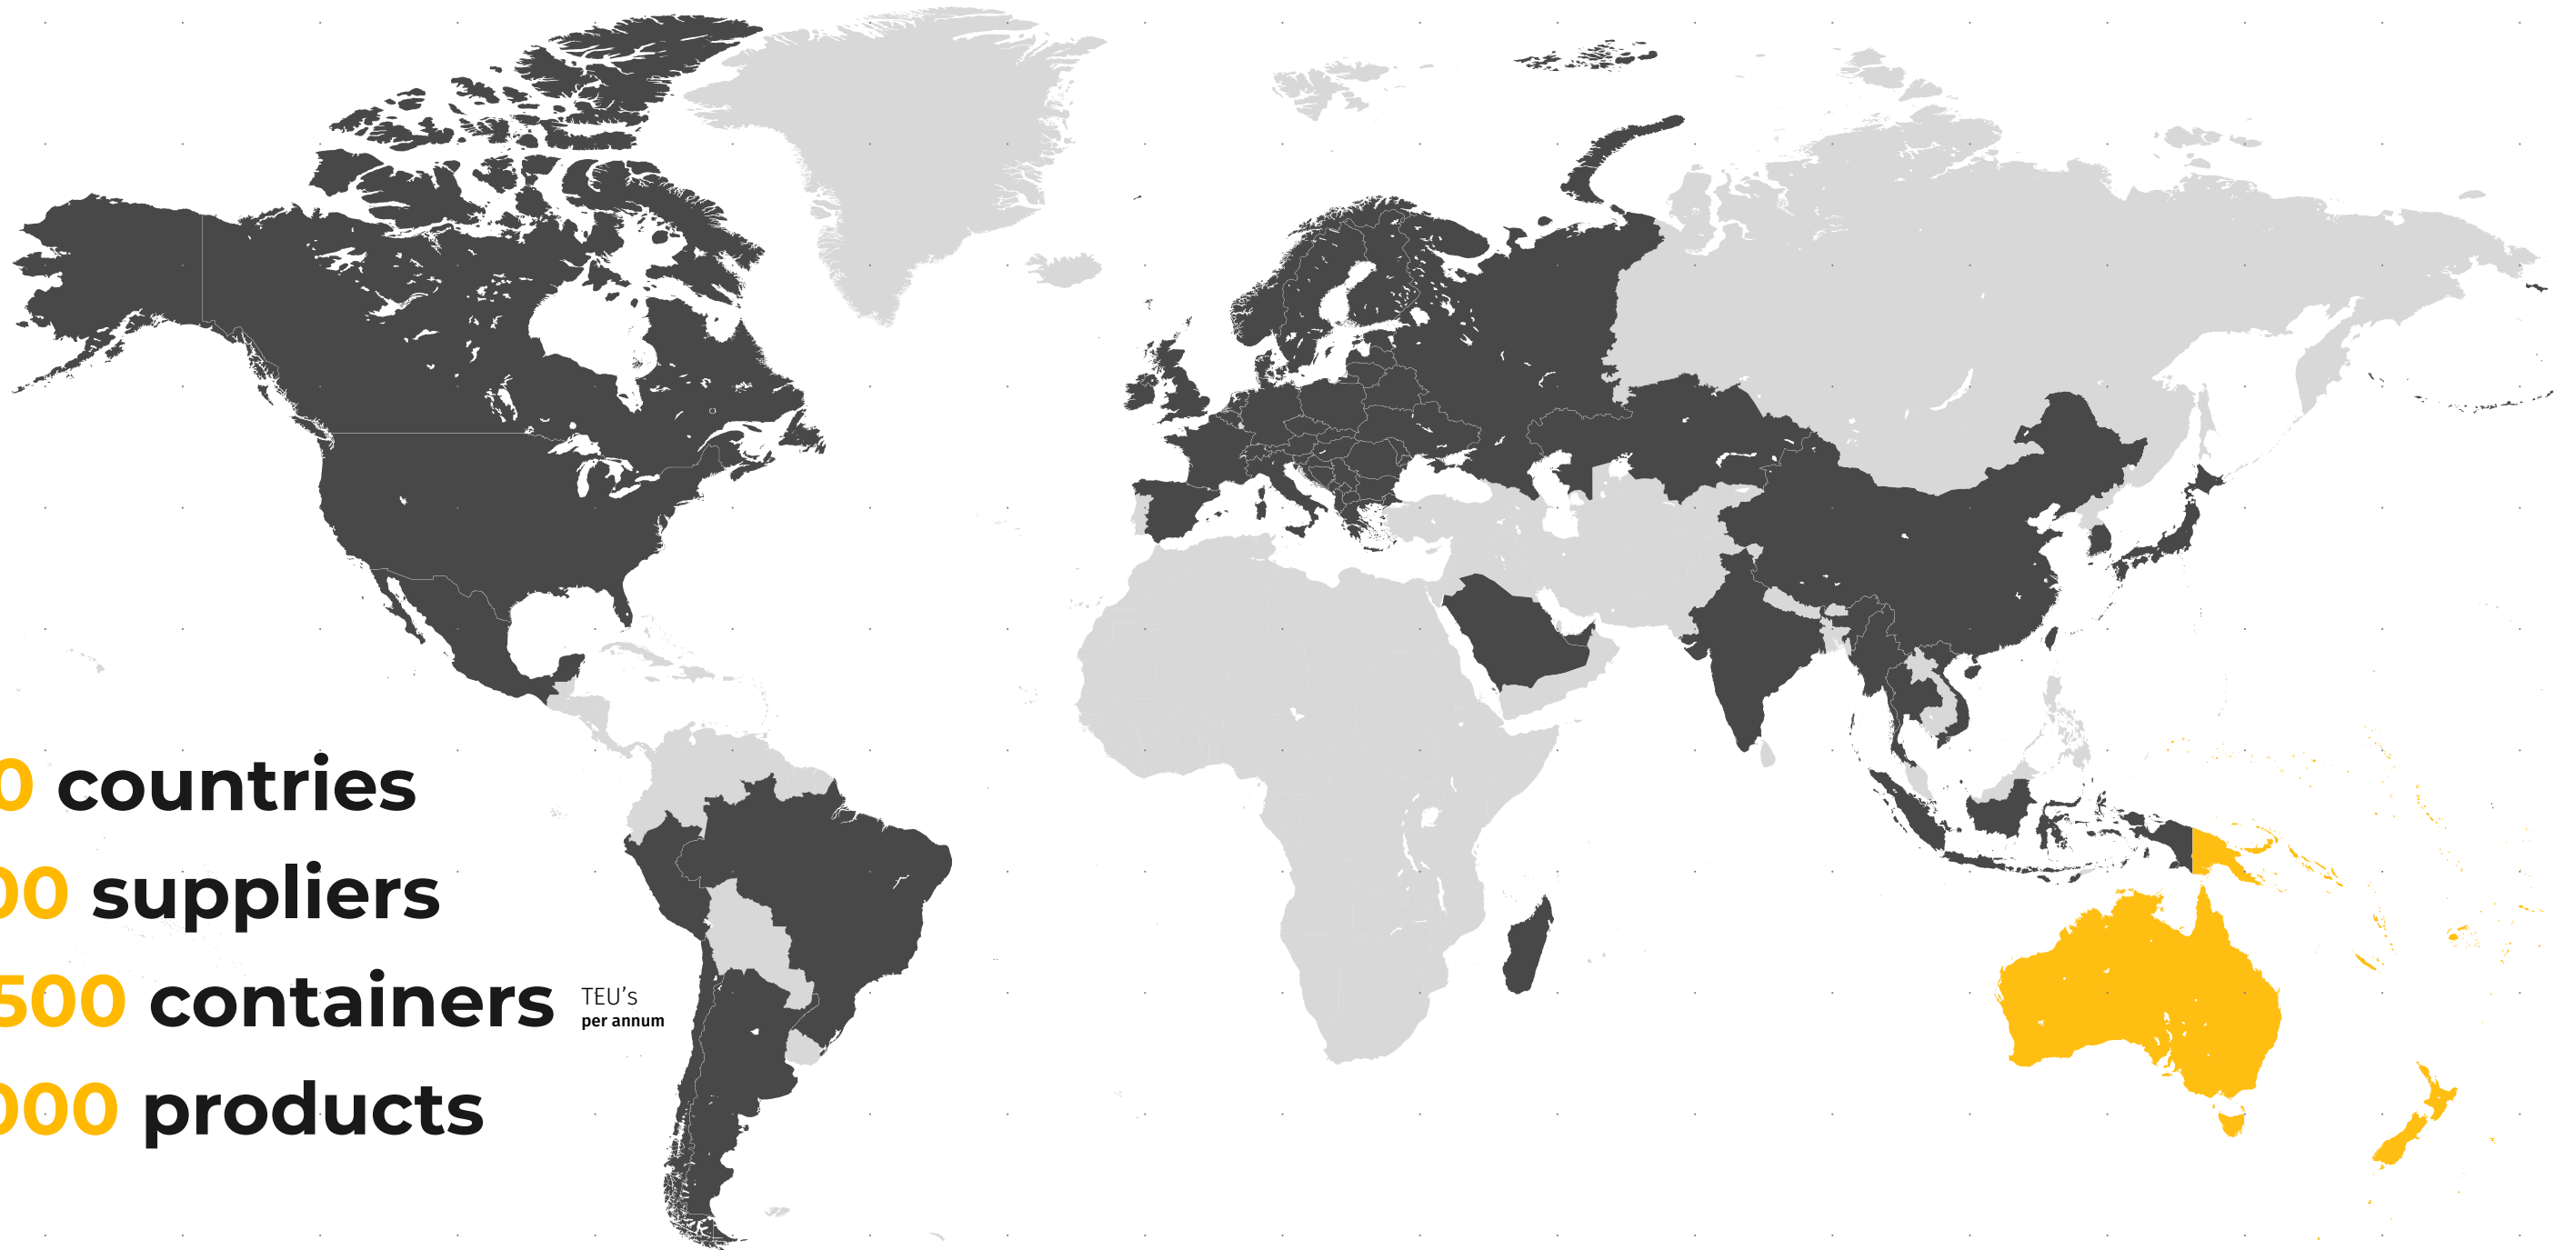 0 countries
00 suppliers
500 containers TEU's
per annum
000 products